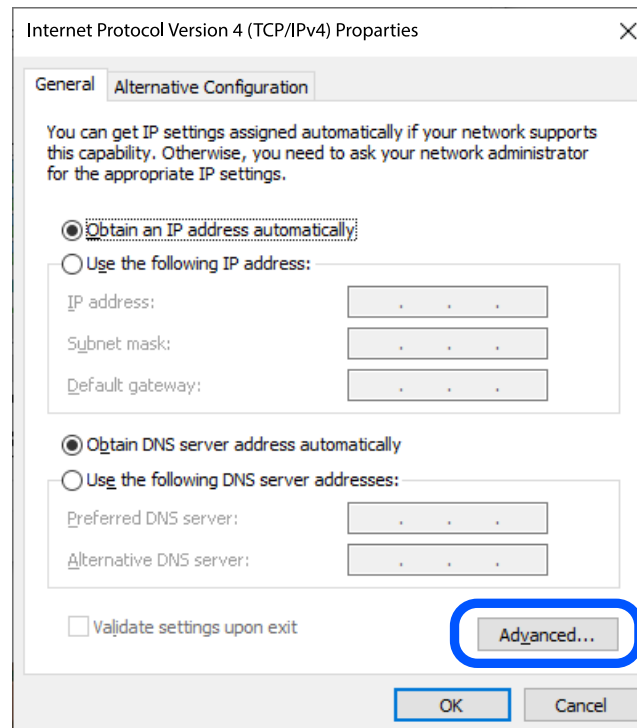 Internet Protocol Version 4 (TCP/IPv4) Proparties
General
Alternative Configuration
You can get IP settings assigned automatically if your network supports
this capability. Otherwise, you need to ask your network administrator
for the appropriate IP settings.
Obtain an IP address automatically
Use the following IP address:
IP address:
Subnet mask:
Default gateway:
Obtain DNS server address automatically
Use the following DNS server addresses:
Preferred DNS server:
Alternative DNS server:
Validate settings upon exit
Advanced...
OK
Cancel